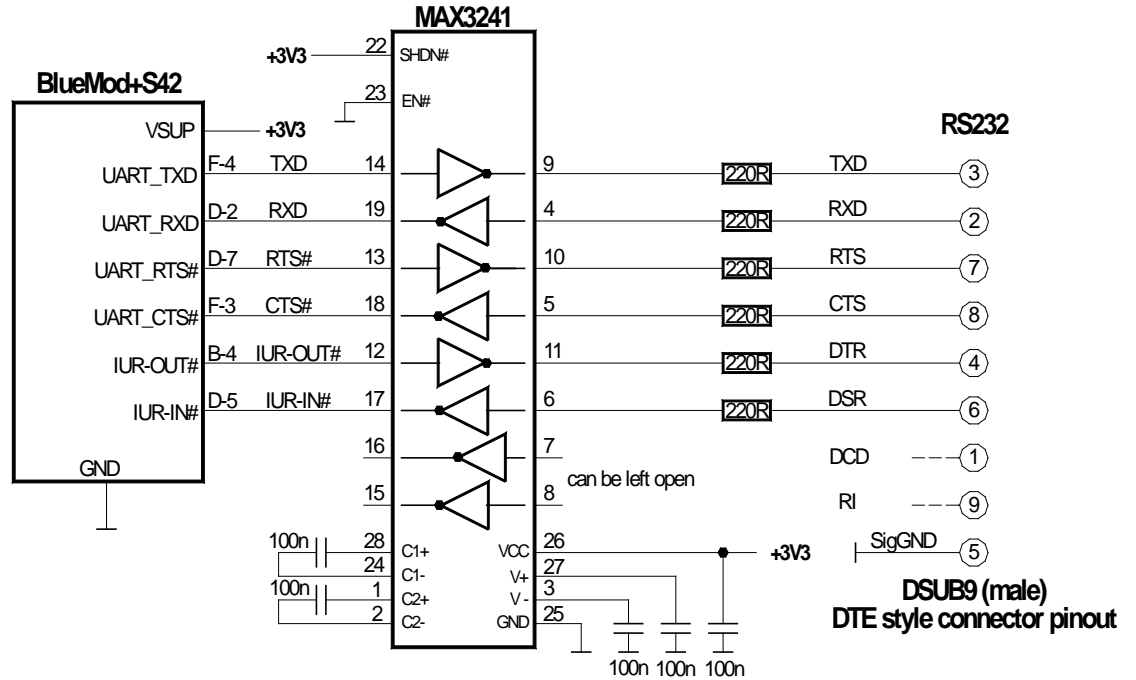 MAX3241
+3V3 22 SHDN#
BlueMod+S42
23 EN#
RS232
VSUP +3V3
UART_TXD F-4 TXD 14 9 220R TXD 3
UART_RXD D-2 RXD 19 4 220R RXD 2
UART_RTS# D-7 RTS# 13 10 220R RTS 7
UART_CTS# F-3 CTS# 18 5 220R CTS 8
IUR-OUT# B-4 IUR-OUT# 12 11 220R DTR 4
IUR-IN# D-5 IUR-IN# 17 6 220R DSR 6
16 7 DCD 1
GND
can be left open
15 8 RI 9
100n 28 C1+ VCC 26 +3V3 SigGND 5
24 C1- V+ 27
100n 1 C2+ V - 3
2 C2- GND 25
DSUB9 (male)
DTE style connector pinout
100n 100n 100n